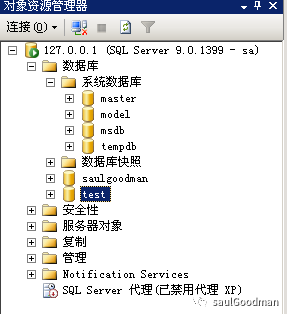 对象资源管理器
连接(O)
127.0.0.1 (SQL Server 9.0.1399 - sa)
数据库
系统数据库
master
model
msdb
tempdb
数据库快照
saulgoodman
test
安全性
服务器对象
复制
管理
Notification Services
SQL Server 代理(已禁用代理 XP)
saulGoodman